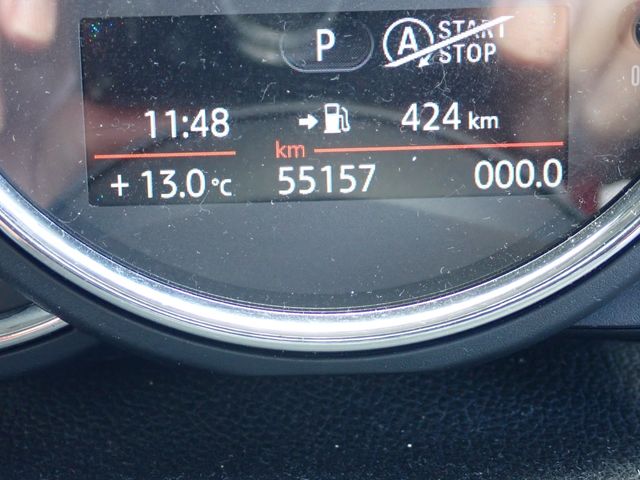 P A START
STOP
11:48 424 km
km
+ 13.0 °C 55157 000.0